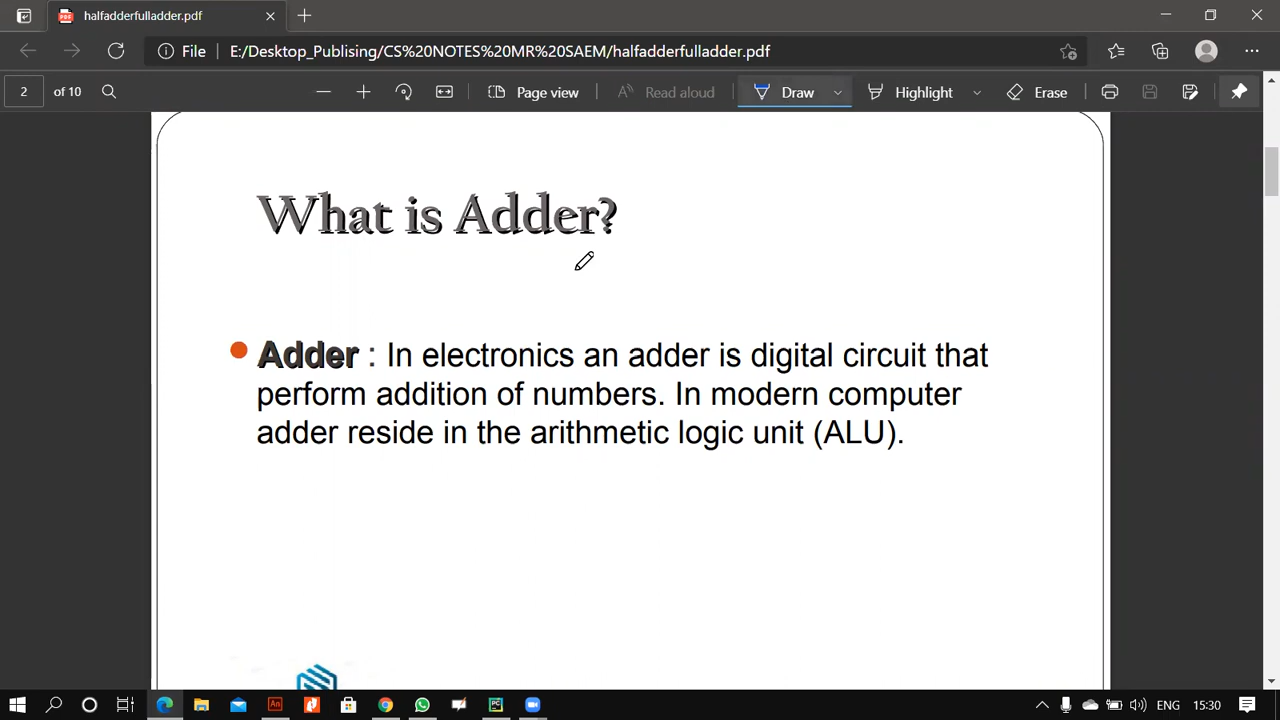 halfadderfulladder.pdf
File E:/Desktop_Publising/CS%20NOTES%20MR%20SAEM/halfadderfulladder.pdf
2 of 10 Page view Read aloud Draw Highlight Erase
What is Adder?
Adder : In electronics an adder is digital circuit that
perform addition of numbers. In modern computer
adder reside in the arithmetic logic unit (ALU).
An PC ENG 15:30